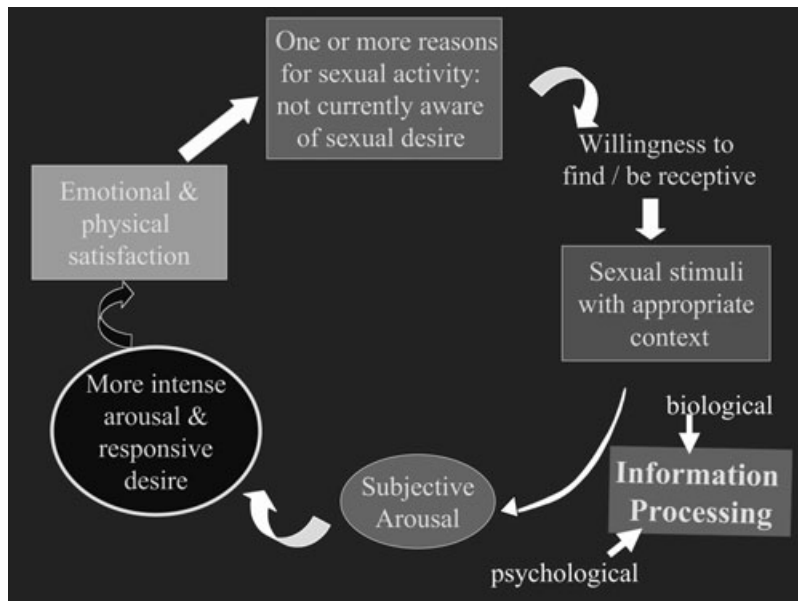 One or more reasons
for sexual activity:
not currently aware
of sexual desire
Willingness to
find / be receptive
Sexual stimuli
with appropriate
context
biological
Information
Processing
psychological
Subjective
Arousal
More intense
arousal &
responsive
desire
Emotional &
physical
satisfaction